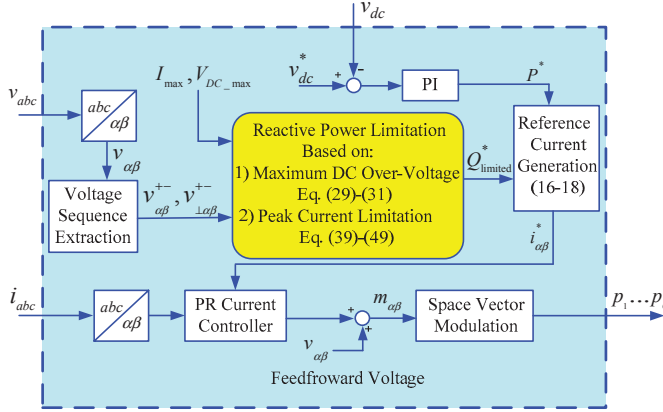 v_dc
v*_dc
+
-
PI
P*
I_max, V_DC_max
v_abc
abc
αβ
v_αβ
Voltage
Sequence
Extraction
v^+-_αβ, v^+-_⊥αβ
Reactive Power Limitation
Based on:
1) Maximum DC Over-Voltage
Eq. (29)-(31)
2) Peak Current Limitation
Eq. (39)-(49)
Q*_limited
Reference
Current
Generation
(16-18)
i*_αβ
i_abc
abc
αβ
PR Current
Controller
+
+
v_αβ
m_αβ
Space Vector
Modulation
p_1...p
Feedfroward Voltage